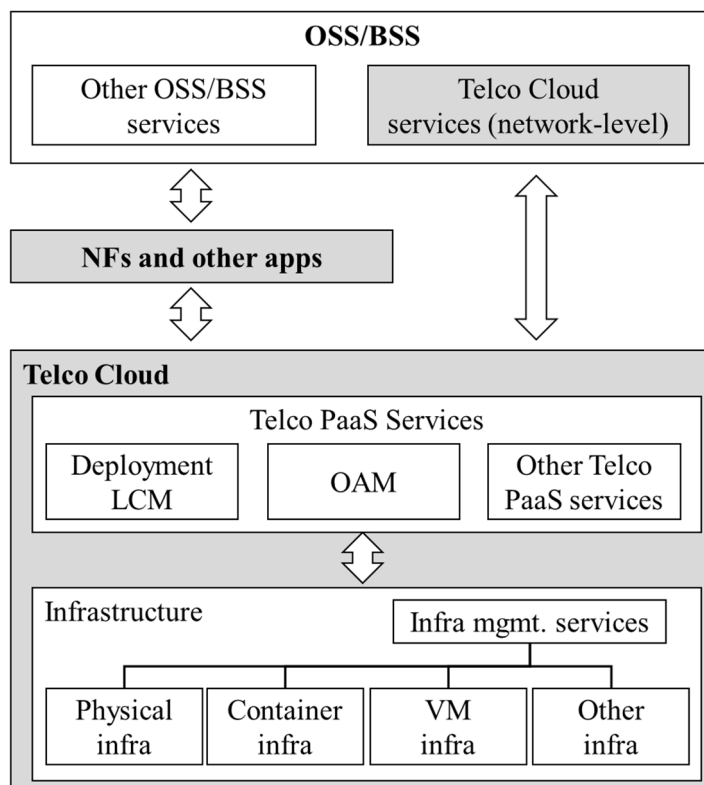 OSS/BSS
Other OSS/BSS
services
Telco Cloud
services (network-level)
NFs and other apps
Telco Cloud
Telco PaaS Services
Deployment
LCM
OAM
Other Telco
PaaS services
Infrastructure
Infra mgmt. services
Physical
infra
Container
infra
VM
infra
Other
infra